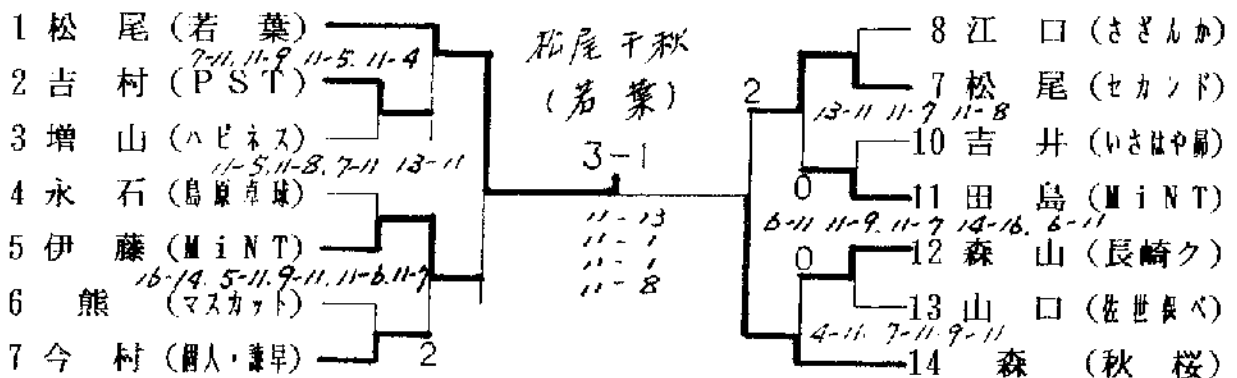 1 松 尾 (若 葉)
7-11. 11-9 11-5. 11-4
2 吉 村 (PST)
1
3 増 山 (ハピネス)
11-5. 11-8. 7-11 13-11
4 永 石 (島原卓球)
5 伊 藤 (MiNT)
16-14. 5-11. 9-11. 11-6. 11-7
6 熊 (マスカット)
7 今 村 (個人・諫早)
2
松尾千秋
(若葉)
3-1
11-13
11-1
11-1
11-8
8 江 口 (さざんか)
2
7 松 尾 (セカンド)
13-11 11-7 11-8
10 吉 井 (いさはや綿)
0
11 田 島 (MiNT)
6-11 11-9. 11-7 14-16. 6-11
0
12 森 山 (長崎ク)
13 山 口 (佐世保ベ)
4-11. 7-11. 9-11
14 森 (秋 桜)